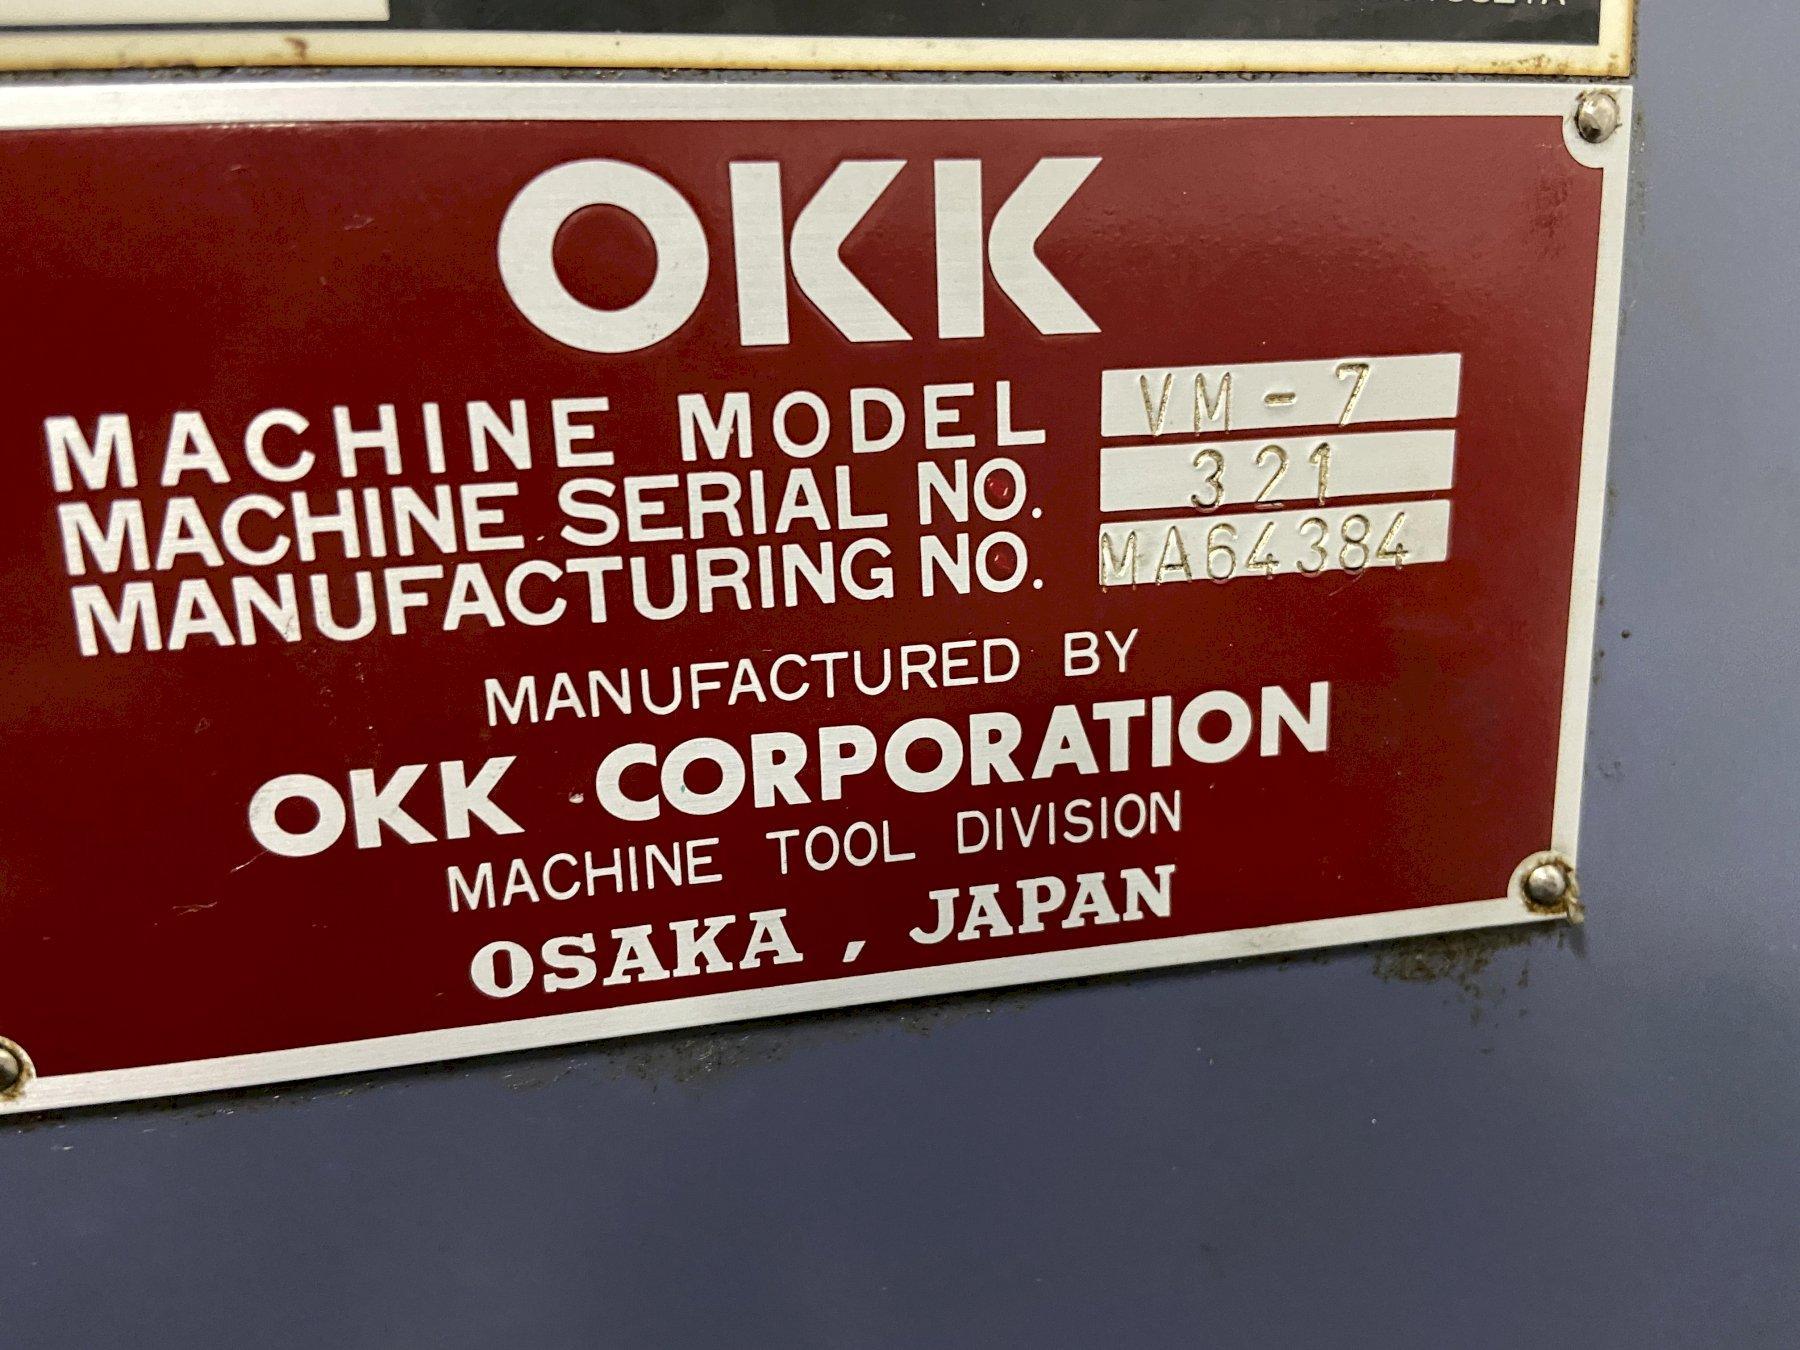 OKK
MACHINE MODEL VM-7
MACHINE SERIAL NO. 321
MANUFACTURING NO. MA64384
MANUFACTURED BY
OKK CORPORATION
MACHINE TOOL DIVISION
OSAKA, JAPAN